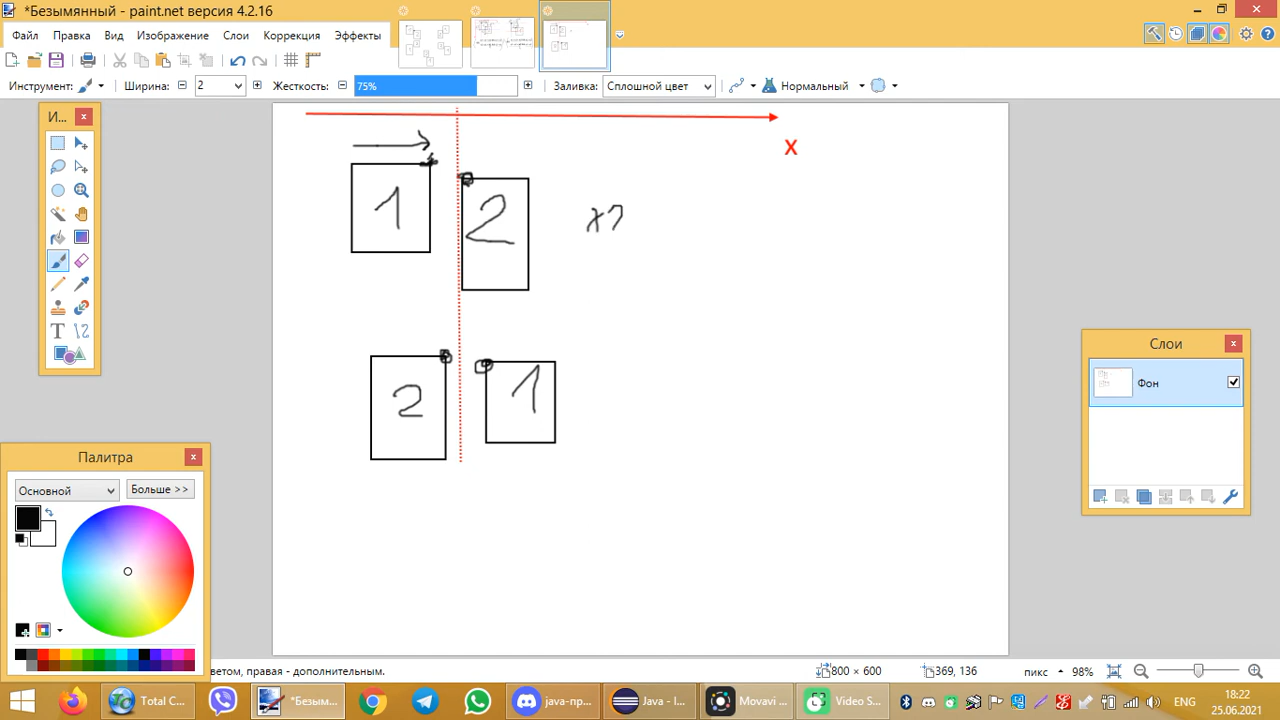 *Безымянный - paint.net версия 4.2.16
Файл Правка Вид Изображение Слои Коррекция Эффекты
Инструмент: Ширина: 2 Жесткость: 75% Заливка: Сплошной цвет Нормальный
И...
X
1
2
x2
2
1
Слои
Фон
Палитра
Основной
Больше >>
ветом, правая - дополнительным.
800 × 600
369, 136
пикс
98%
Total C...
*Безым...
java-пр...
Java - I...
Movavi ...
Video S...
ENG
18:22
25.06.2021